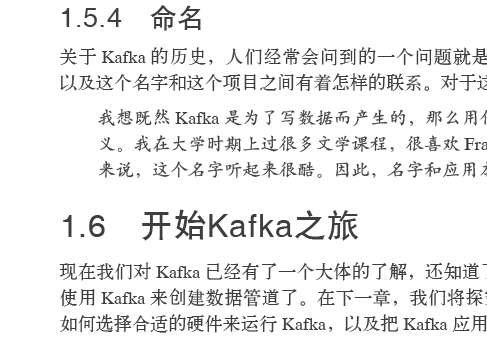 1.5.4 命名
关于 Kafka 的历史，人们经常会问到的一个问题就是
以及这个名字和这个项目之间有着怎样的联系。对于这
我想既然 Kafka 是为了写数据而产生的，那么用作
义。我在大学时期上过很多文学课程，很喜欢 Fra
来说，这个名字听起来很酷。因此，名字和应用本
1.6 开始Kafka之旅
现在我们对 Kafka 已经有了一个大体的了解，还知道了
使用 Kafka 来创建数据管道了。在下一章，我们将探索
如何选择合适的硬件来运行 Kafka，以及把 Kafka 应用